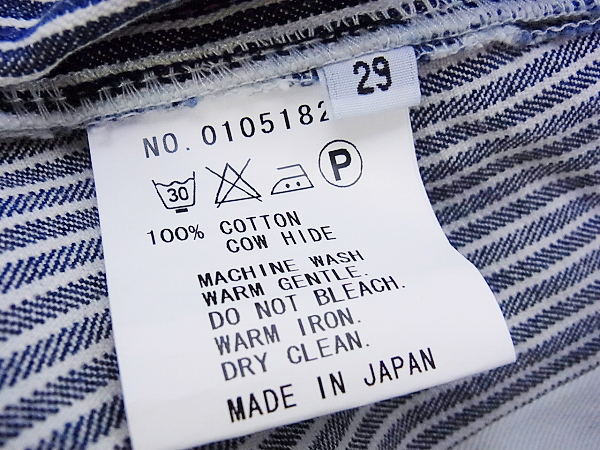 29
NO. 0105182
30
P
100% COTTON
COW HIDE
MACHINE WASH
WARM GENTLE.
DO NOT BLEACH.
WARM IRON.
DRY CLEAN.
MADE IN JAPAN